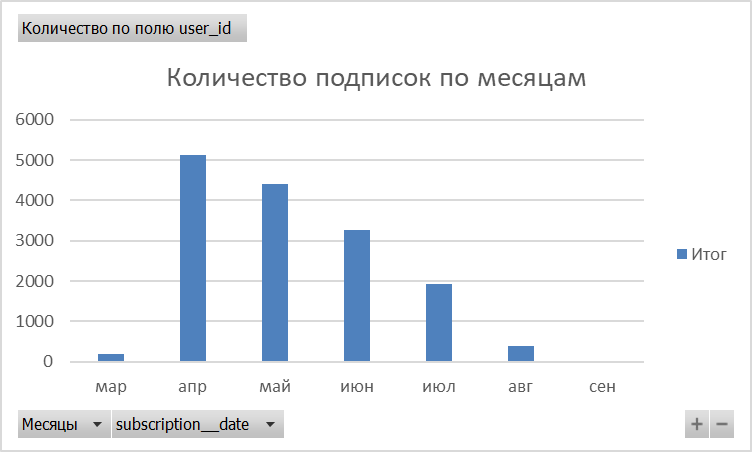 Количество по полю user_id
Количество подписок по месяцам
6000
5000
4000
3000
2000
1000
0
мар апр май июн июл авг сен
Итог
Месяцы subscription__date